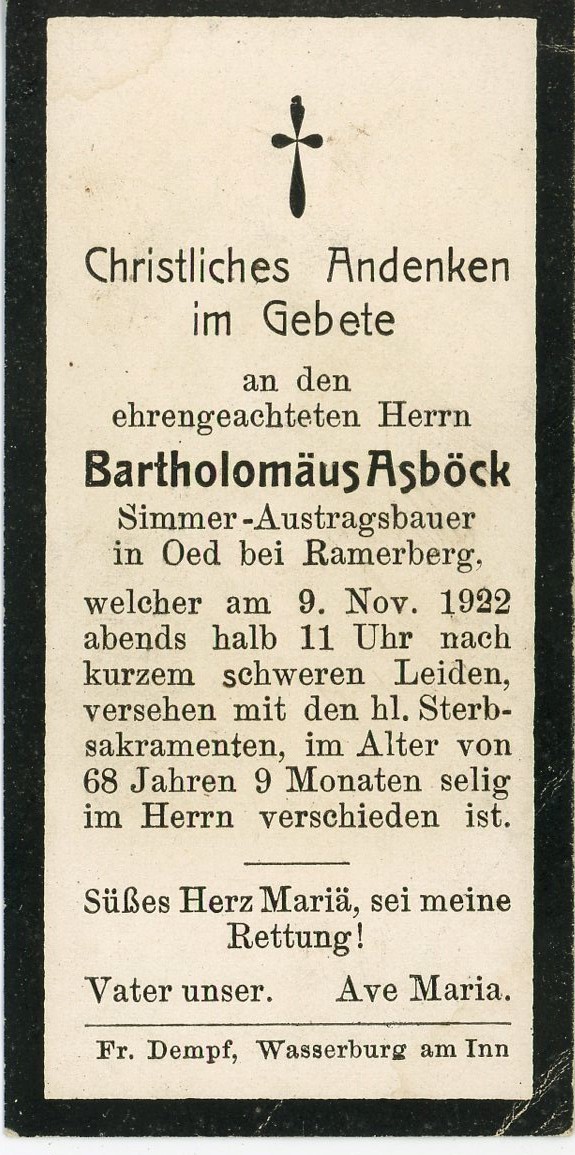 Christliches Andenken
im Gebete
an den
ehrengeachteten Herrn
Bartholomäus Asböck
Simmer-Austragsbauer
in Oed bei Ramerberg,
welcher am 9. Nov. 1922
abends halb 11 Uhr nach
kurzem schweren Leiden,
versehen mit den hl. Sterb-
sakramenten, im Alter von
68 Jahren 9 Monaten selig
im Herrn verschieden ist.
Süßes Herz Mariä, sei meine
Rettung!
Vater unser. Ave Maria.
Fr. Dempf, Wasserburg am Inn